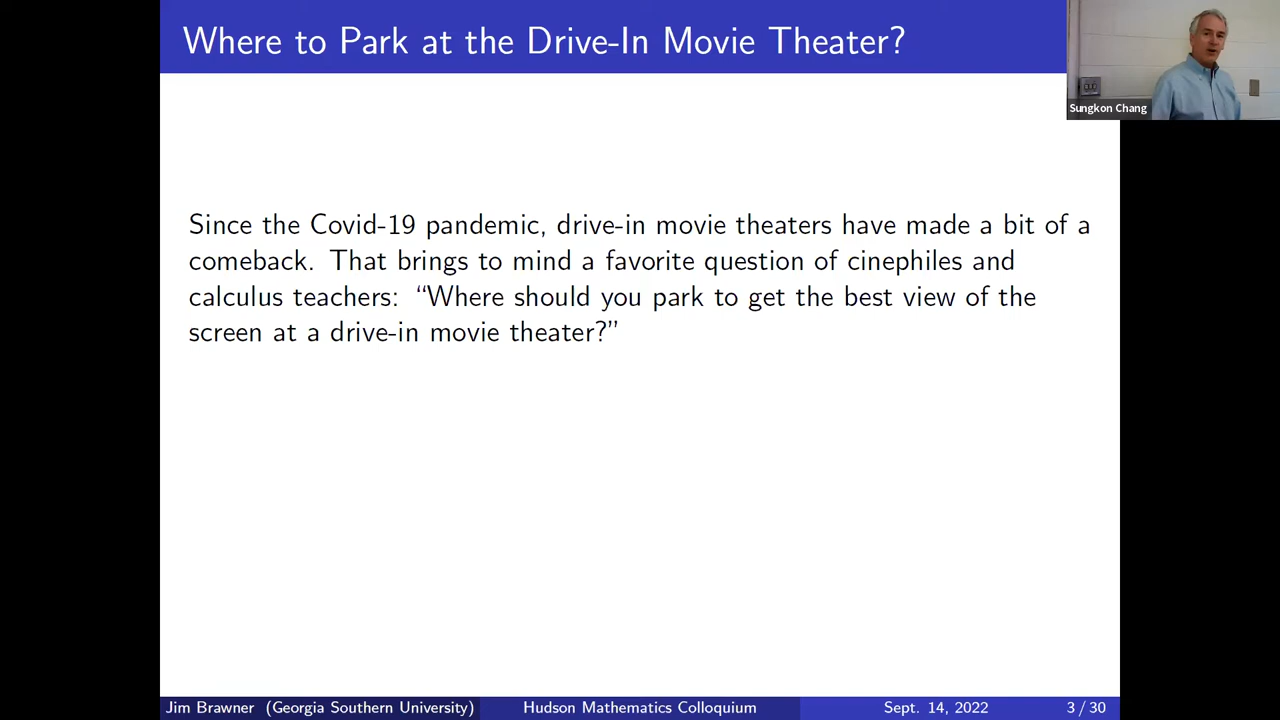 Where to Park at the Drive-In Movie Theater?
Sungkon Chang
Since the Covid-19 pandemic, drive-in movie theaters have made a bit of a
comeback. That brings to mind a favorite question of cinephiles and
calculus teachers: “Where should you park to get the best view of the
screen at a drive-in movie theater?”
Jim Brawner (Georgia Southern University) Hudson Mathematics Colloquium Sept. 14, 2022 3 / 30